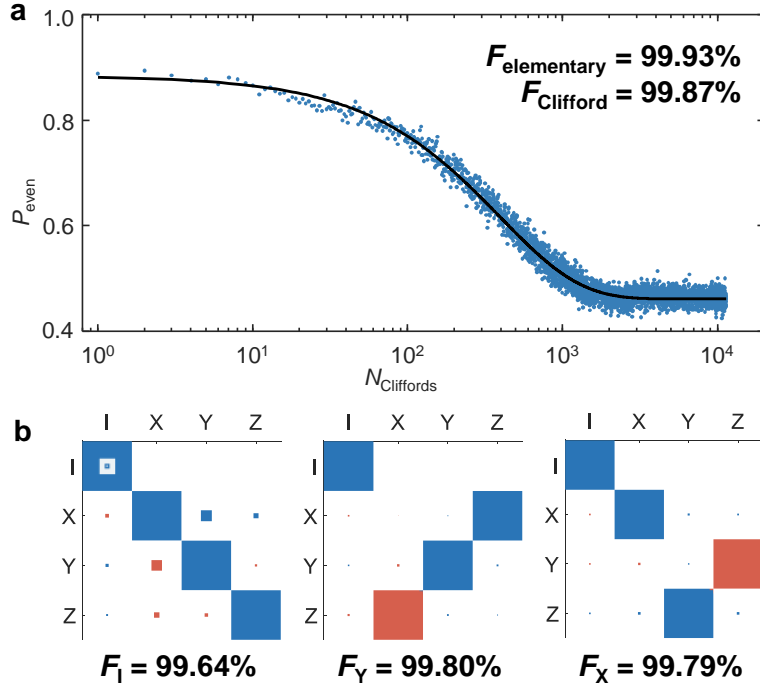 a
F_elementary = 99.93%
F_Clifford = 99.87%
P_even
1.0
0.8
0.6
0.4
10^0 10^1 10^2 10^3 10^4
N_Cliffords
b
I X Y Z
I
X
Y
Z
F_I = 99.64%
I X Y Z
I
X
Y
Z
F_Y = 99.80%
I X Y Z
I
X
Y
Z
F_X = 99.79%